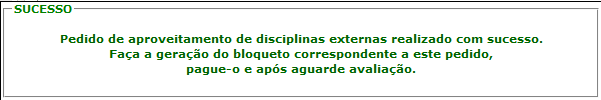 SUCESSO
Pedido de aproveitamento de disciplinas externas realizado com sucesso.
Faça a geração do bloqueto correspondente a este pedido,
pague-o e após aguarde avaliação.